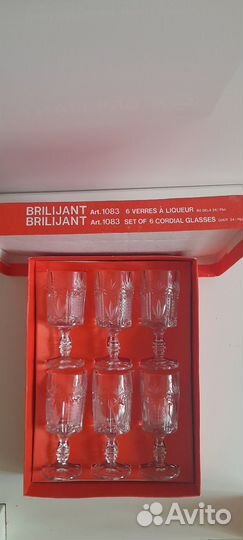 BRILIJANT Art. 1083 6 VERRES À LIQUEUR
BRILIJANT Art. 1083 SET OF 6 CORDIAL GLASSES
Avito